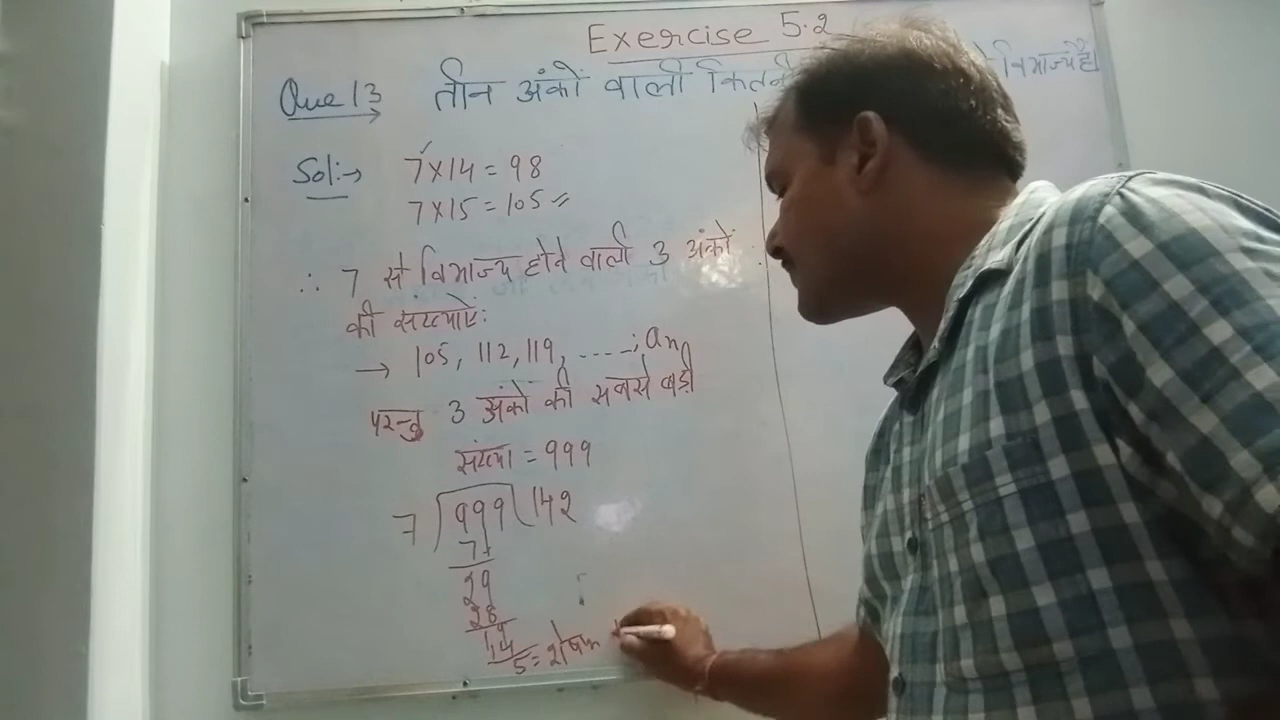 Exercise 5.2
Que 13 तीन अंकों वाली कितनी विभाज्य है।
Sol:→ 7×14=98
7×15=105
∴ 7 से विभाज्य होने वाली 3 अंकों
की संख्याएं:
→ 105, 112, 119, ----; an
परन्तु 3 अंकों की सबसे बड़ी
संख्या = 999
7) 999 (142
7
29
28
19
14
5 = शेषफ